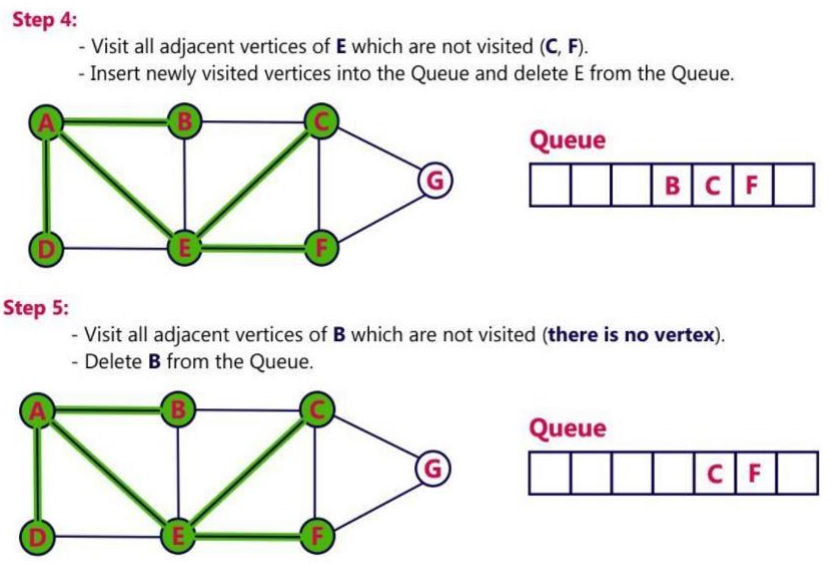 Step 4:
- Visit all adjacent vertices of E which are not visited (C, F).
- Insert newly visited vertices into the Queue and delete E from the Queue.
A B C
Queue
G
B C F
D E F
Step 5:
- Visit all adjacent vertices of B which are not visited (there is no vertex).
- Delete B from the Queue.
A B C
Queue
G
C F
D E F